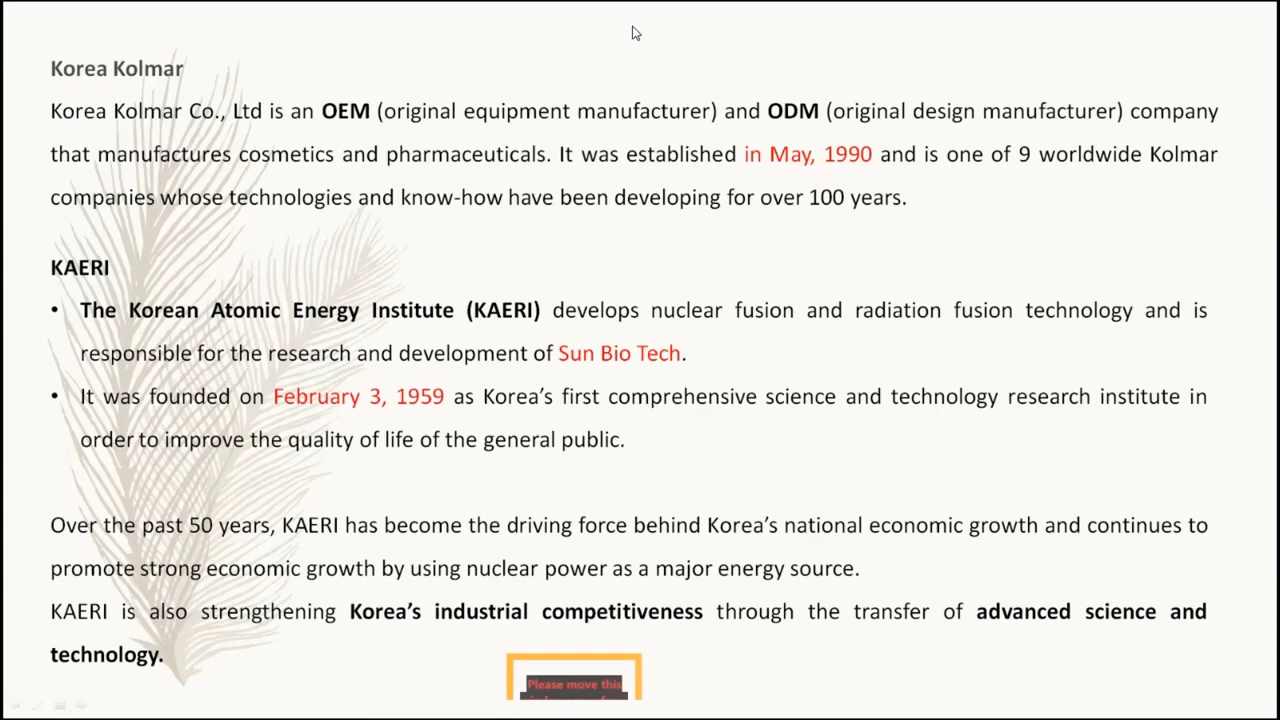 Korea Kolmar
Korea Kolmar Co., Ltd is an OEM (original equipment manufacturer) and ODM (original design manufacturer) company
that manufactures cosmetics and pharmaceuticals. It was established in May, 1990 and is one of 9 worldwide Kolmar
companies whose technologies and know-how have been developing for over 100 years.
KAERI
• The Korean Atomic Energy Institute (KAERI) develops nuclear fusion and radiation fusion technology and is
responsible for the research and development of Sun Bio Tech.
• It was founded on February 3, 1959 as Korea’s first comprehensive science and technology research institute in
order to improve the quality of life of the general public.
Over the past 50 years, KAERI has become the driving force behind Korea’s national economic growth and continues to
promote strong economic growth by using nuclear power as a major energy source.
KAERI is also strengthening Korea’s industrial competitiveness through the transfer of advanced science and
technology.
Please move this